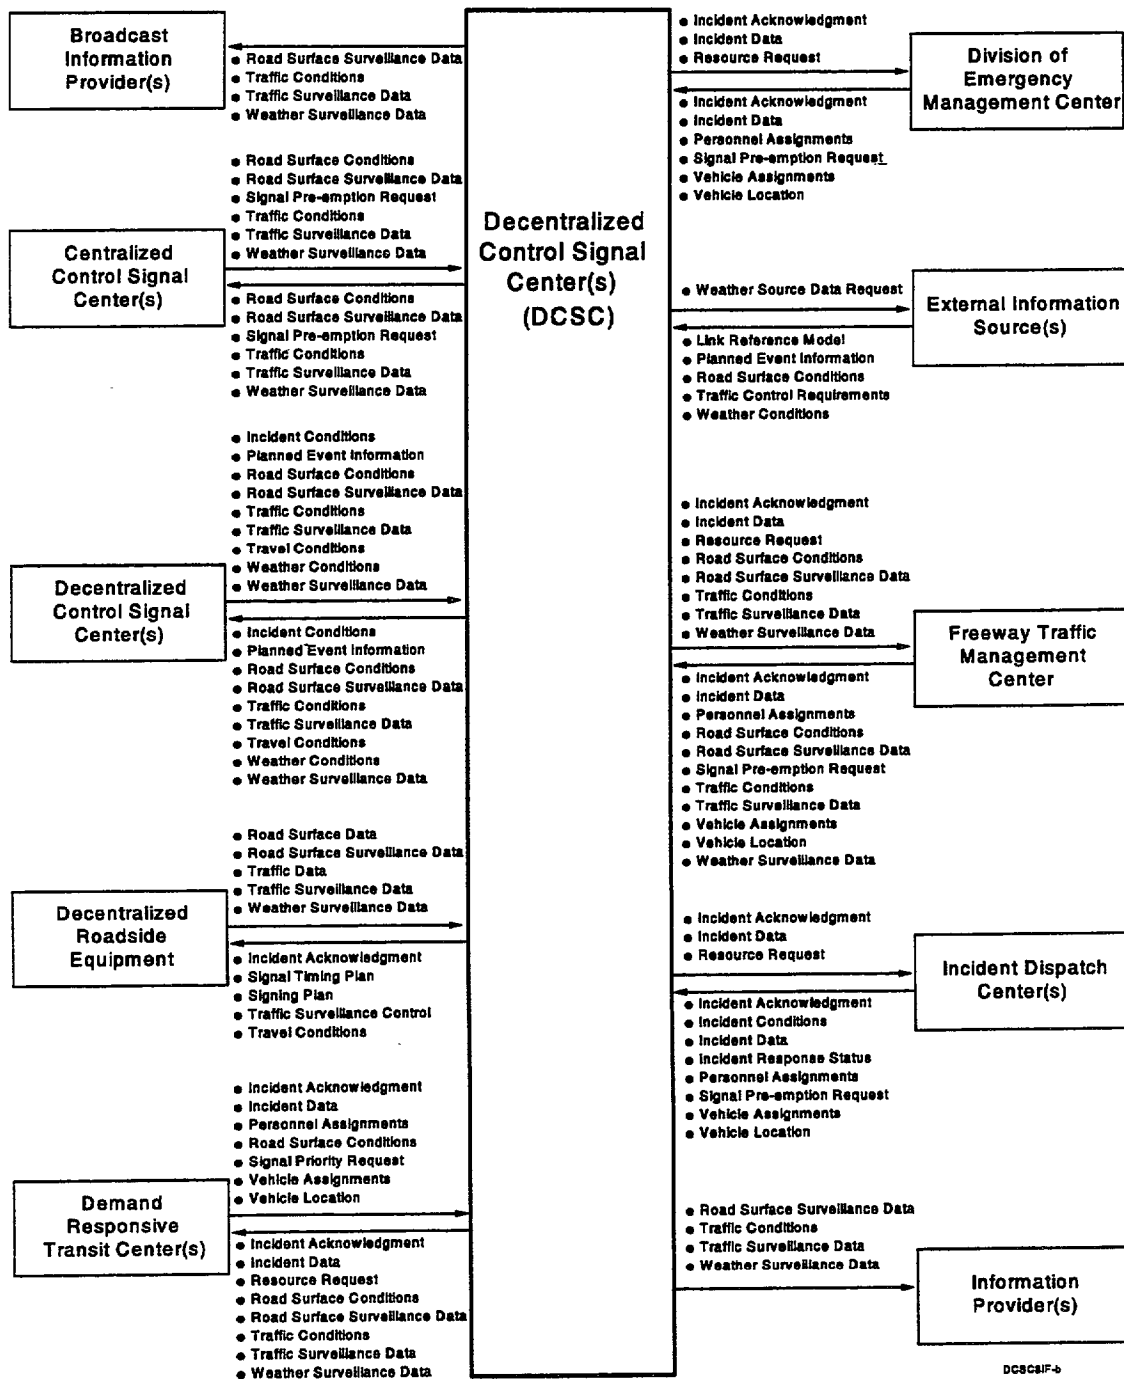 Broadcast
Information
Provider(s)
● Road Surface Surveillance Data
● Traffic Conditions
● Traffic Surveillance Data
● Weather Surveillance Data
● Road Surface Conditions
● Road Surface Surveillance Data
● Signal Pre-emption Request
● Traffic Conditions
● Traffic Surveillance Data
● Weather Surveillance Data
Centralized
Control Signal
Center(s)
● Road Surface Conditions
● Road Surface Surveillance Data
● Signal Pre-emption Request
● Traffic Conditions
● Traffic Surveillance Data
● Weather Surveillance Data
● Incident Conditions
● Planned Event Information
● Road Surface Conditions
● Road Surface Surveillance Data
● Traffic Conditions
● Traffic Surveillance Data
● Travel Conditions
● Weather Conditions
● Weather Surveillance Data
Decentralized
Control Signal
Center(s)
● Incident Conditions
● Planned Event Information
● Road Surface Conditions
● Road Surface Surveillance Data
● Traffic Conditions
● Traffic Surveillance Data
● Travel Conditions
● Weather Conditions
● Weather Surveillance Data
● Road Surface Data
● Road Surface Surveillance Data
● Traffic Data
● Traffic Surveillance Data
● Weather Surveillance Data
Decentralized
Roadside
Equipment
● Incident Acknowledgment
● Signal Timing Plan
● Signing Plan
● Traffic Surveillance Control
● Travel Conditions
● Incident Acknowledgment
● Incident Data
● Personnel Assignments
● Road Surface Conditions
● Signal Priority Request
● Vehicle Assignments
● Vehicle Location
Demand
Responsive
Transit Center(s)
● Incident Acknowledgment
● Incident Data
● Resource Request
● Road Surface Conditions
● Road Surface Surveillance Data
● Traffic Conditions
● Traffic Surveillance Data
● Weather Surveillance Data
Decentralized
Control Signal
Center(s)
(DCSC)
● Incident Acknowledgment
● Incident Data
● Resource Request
Division of
Emergency
Management Center
● Incident Acknowledgment
● Incident Data
● Personnel Assignments
● Signal Pre-emption Request
● Vehicle Assignments
● Vehicle Location
● Weather Source Data Request
External Information
Source(s)
● Link Reference Model
● Planned Event Information
● Road Surface Conditions
● Traffic Control Requirements
● Weather Conditions
● Incident Acknowledgment
● Incident Data
● Resource Request
● Road Surface Conditions
● Road Surface Surveillance Data
● Traffic Conditions
● Traffic Surveillance Data
● Weather Surveillance Data
Freeway Traffic
Management
Center
● Incident Acknowledgment
● Incident Data
● Personnel Assignments
● Road Surface Conditions
● Road Surface Surveillance Data
● Signal Pre-emption Request
● Traffic Conditions
● Traffic Surveillance Data
● Vehicle Assignments
● Vehicle Location
● Weather Surveillance Data
● Incident Acknowledgment
● Incident Data
● Resource Request
Incident Dispatch
Center(s)
● Incident Acknowledgment
● Incident Conditions
● Incident Data
● Incident Response Status
● Personnel Assignments
● Signal Pre-emption Request
● Vehicle Assignments
● Vehicle Location
● Road Surface Surveillance Data
● Traffic Conditions
● Traffic Surveillance Data
● Weather Surveillance Data
Information
Provider(s)
DCSCSIF-b